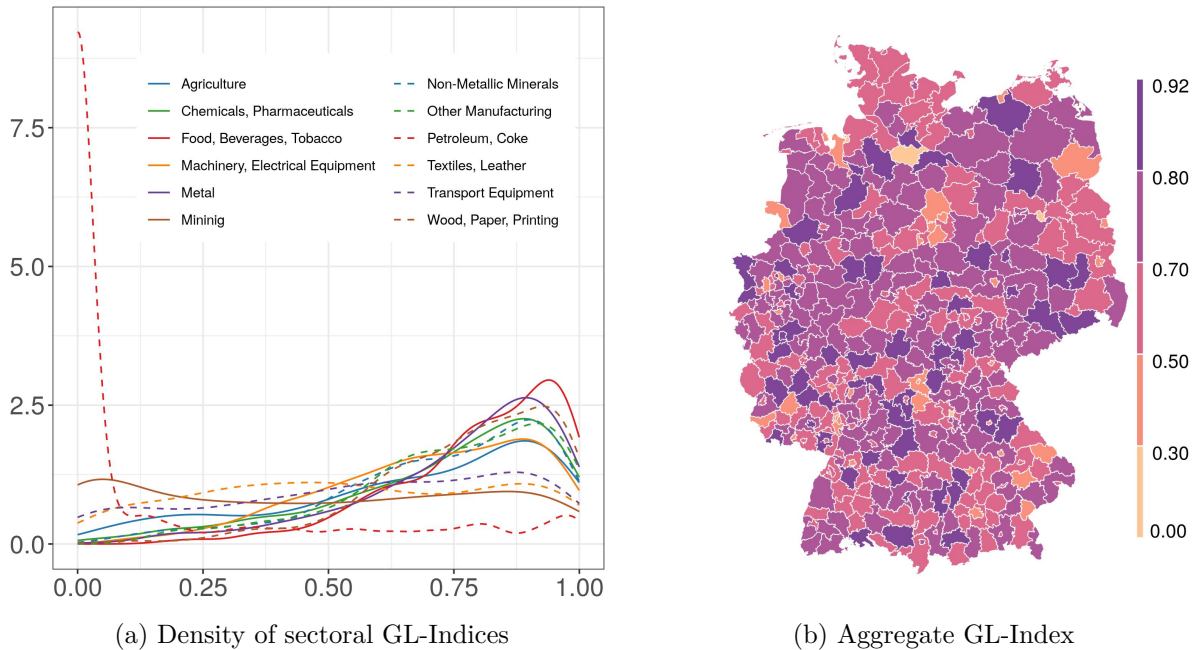 7.5
5.0
2.5
0.0
0.00 0.25 0.50 0.75 1.00
Agriculture
Chemicals, Pharmaceuticals
Food, Beverages, Tobacco
Machinery, Electrical Equipment
Metal
Mininig
Non-Metallic Minerals
Other Manufacturing
Petroleum, Coke
Textiles, Leather
Transport Equipment
Wood, Paper, Printing
(a) Density of sectoral GL-Indices
0.92
0.80
0.70
0.50
0.30
0.00
(b) Aggregate GL-Index